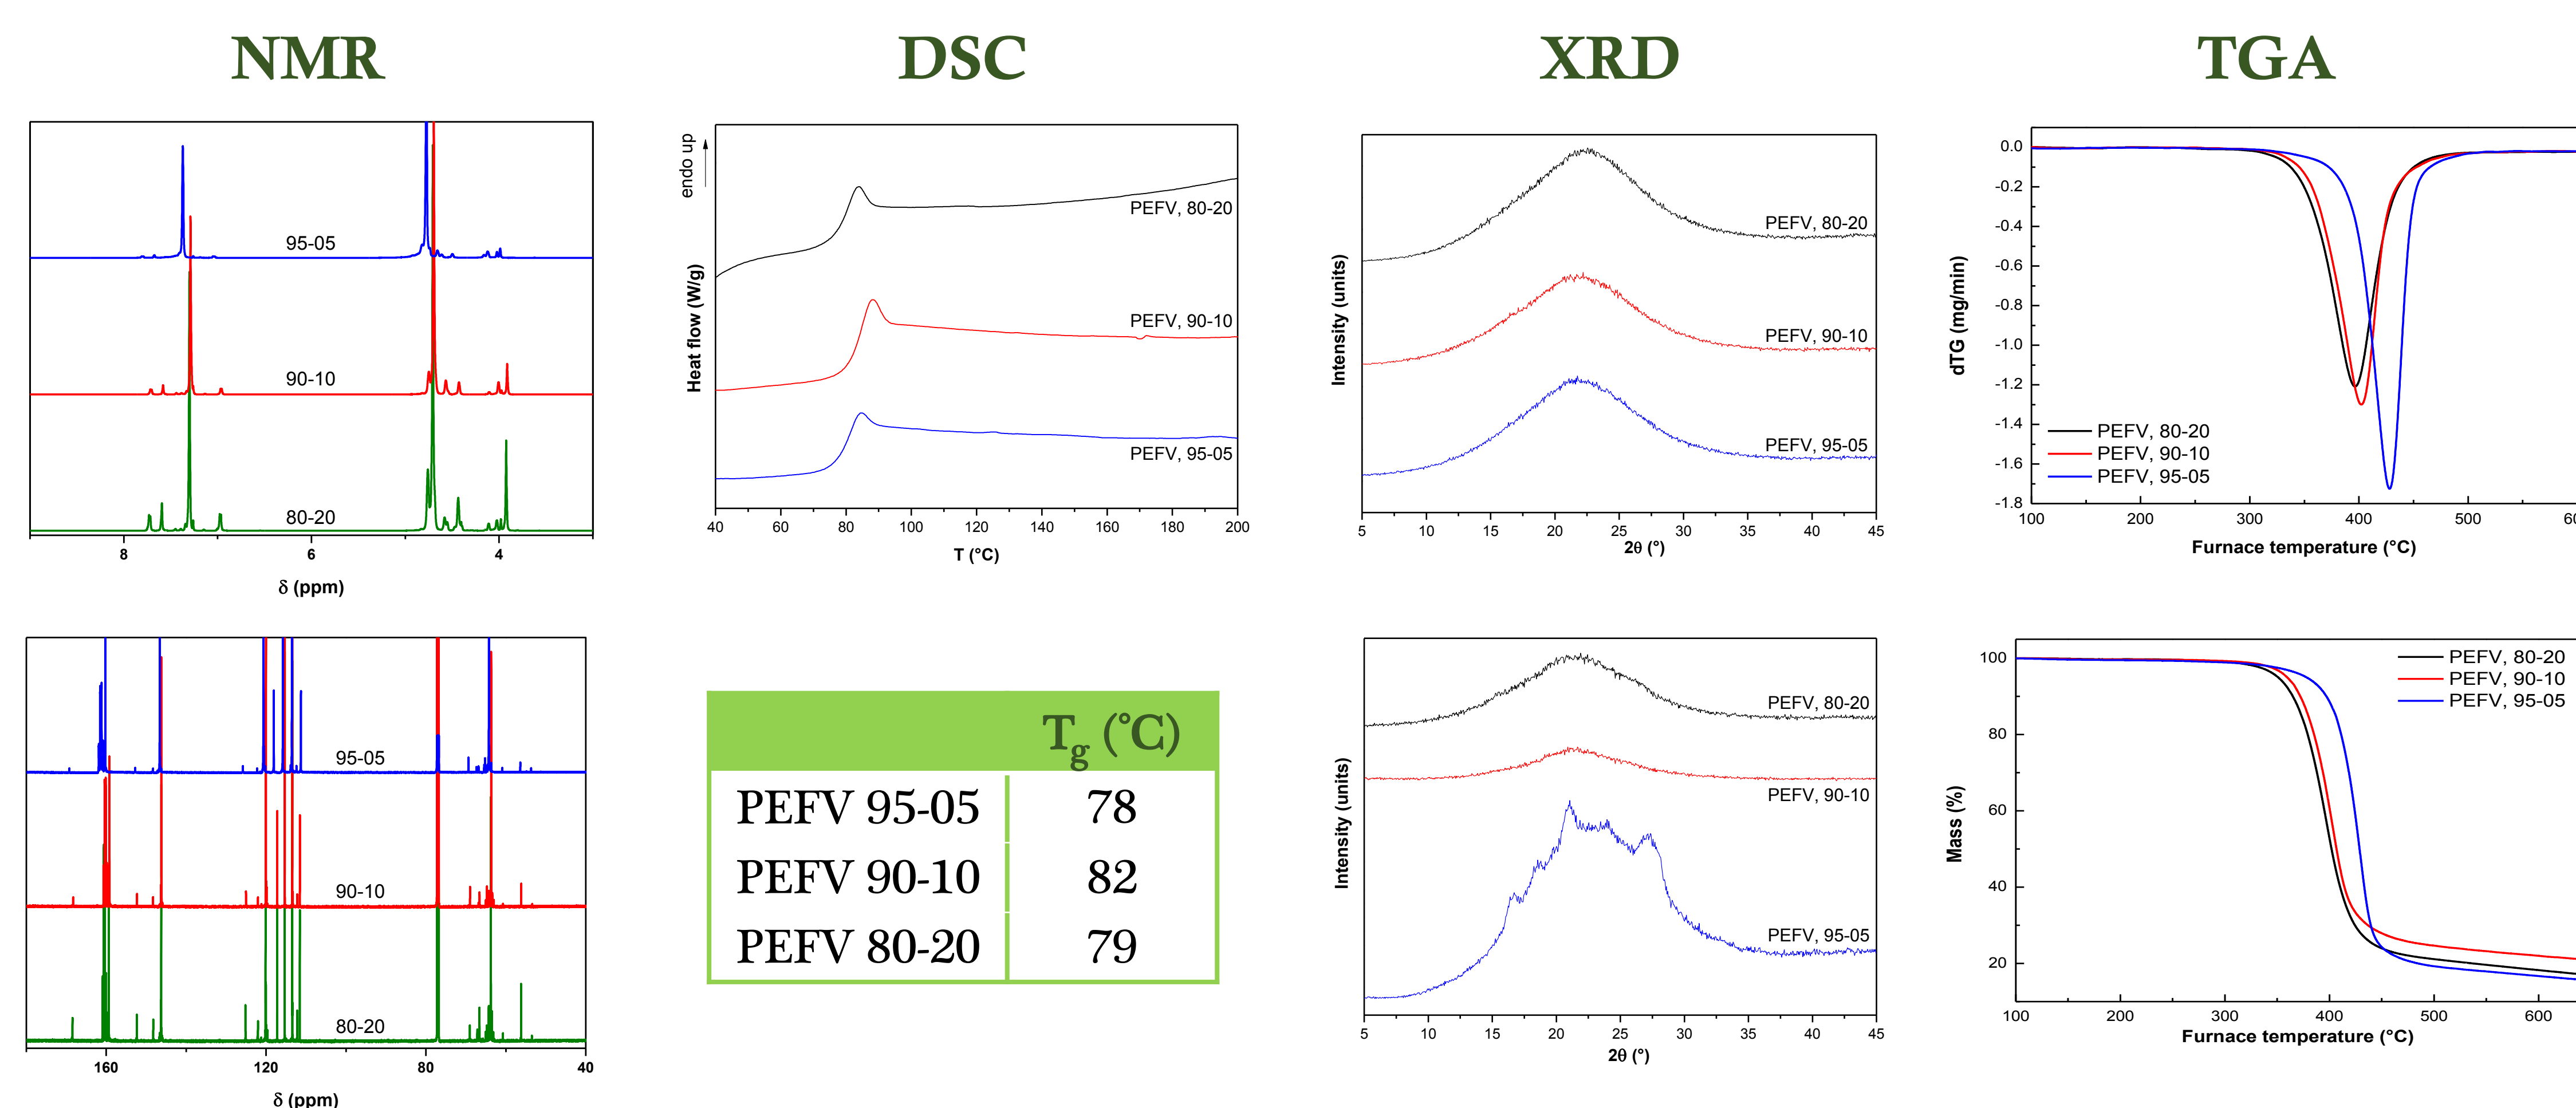 NMR
DSC
XRD
TGA
95-05
90-10
80-20
8
6
4
δ (ppm)
endo up
Heat flow (W/g)
PEFV, 80-20
PEFV, 90-10
PEFV, 95-05
40
60
80
100
120
140
160
180
200
T (°C)
Intensity (units)
PEFV, 80-20
PEFV, 90-10
PEFV, 95-05
5
10
15
20
25
30
35
40
45
2θ (°)
dTG (mg/min)
0.0
-0.2
-0.4
-0.6
-0.8
-1.0
-1.2
-1.4
-1.6
-1.8
PEFV, 80-20
PEFV, 90-10
PEFV, 95-05
100
200
300
400
500
Furnace temperature (°C)
95-05
90-10
80-20
160
120
80
40
δ (ppm)
Tg (°C)
PEFV 95-05 78
PEFV 90-10 82
PEFV 80-20 79
Intensity (units)
PEFV, 80-20
PEFV, 90-10
PEFV, 95-05
5
10
15
20
25
30
35
40
45
2θ (°)
Mass (%)
100
80
60
40
20
PEFV, 80-20
PEFV, 90-10
PEFV, 95-05
100
200
300
400
500
600
Furnace temperature (°C)